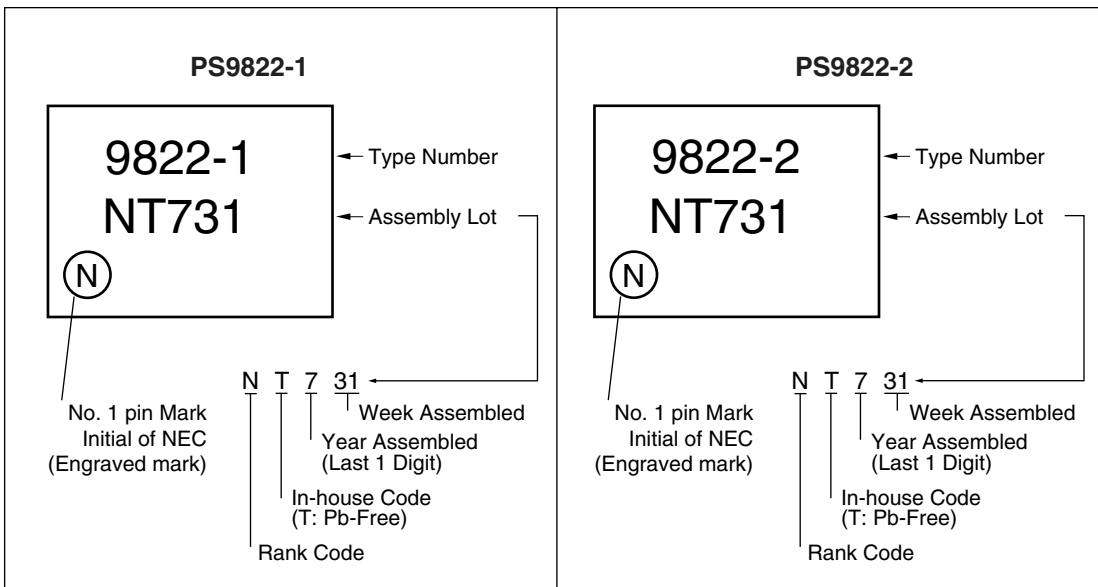 PS9822-1
9822-1
Type Number
NT731
Assembly Lot
N
N T 7 31
No. 1 pin Mark
Initial of NEC
(Engraved mark)
Week Assembled
Year Assembled
(Last 1 Digit)
In-house Code
(T: Pb-Free)
Rank Code
PS9822-2
9822-2
Type Number
NT731
Assembly Lot
N
N T 7 31
No. 1 pin Mark
Initial of NEC
(Engraved mark)
Week Assembled
Year Assembled
(Last 1 Digit)
In-house Code
(T: Pb-Free)
Rank Code